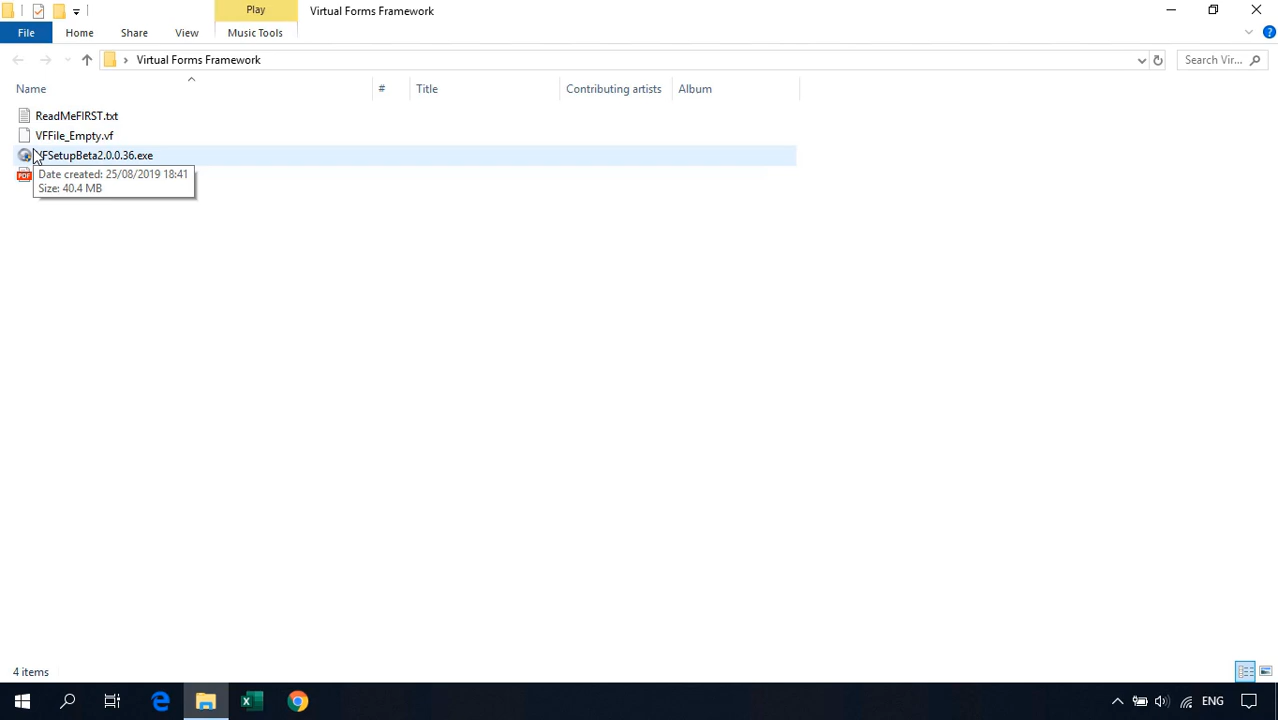 Play
Virtual Forms Framework
File
Home
Share
View
Music Tools
Virtual Forms Framework
Search Vir...
Name
#
Title
Contributing artists
Album
ReadMeFIRST.txt
VFFile_Empty.vf
FSetupBeta2.0.0.36.exe
Date created: 25/08/2019 18:41
Size: 40.4 MB
PDF
4 items
ENG